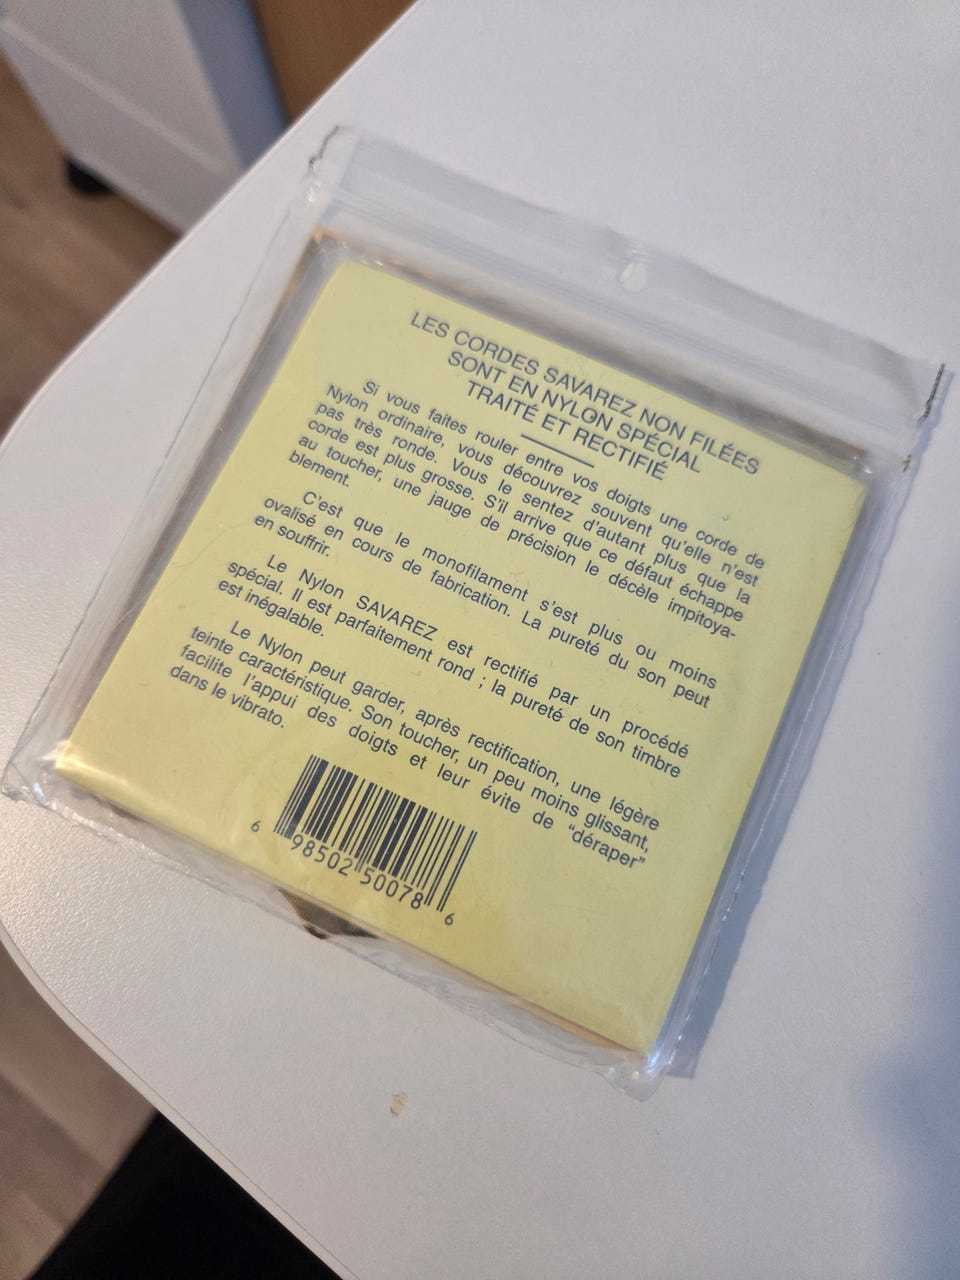 LES CORDES SAVAREZ NON FILÉES
SONT EN NYLON SPÉCIAL
TRAITÉ ET RECTIFIÉ
Si vous faites rouler entre vos doigts une corde de
Nylon ordinaire, vous découvrez souvent qu'elle n'est
pas très ronde. Vous le sentez d'autant plus que la
corde est plus grosse. S'il arrive que ce défaut échappe
au toucher, une jauge de précision le décèle impitoya-
blement.
C'est que le monofilament s'est plus ou moins
ovalisé en cours de fabrication. La pureté du son peut
en souffrir.
Le Nylon SAVAREZ est rectifié par un procédé
spécial. Il est parfaitement rond ; la pureté de son timbre
est inégalable.
Le Nylon peut garder, après rectification, une légère
teinte caractéristique. Son toucher, un peu moins glissant,
facilite l'appui des doigts et leur évite de "déraper"
dans le vibrato.
6 98502 50078 6